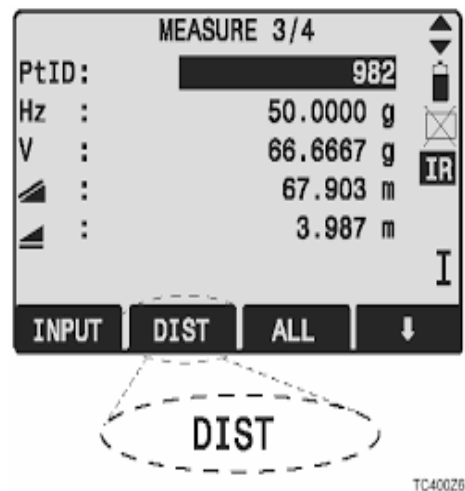 MEASURE 3/4
PtID: 982
Hz : 50.0000 g
V : 66.6667 g
: 67.903 m
: 3.987 m
IR
I
INPUT DIST ALL
DIST
TC400Z6